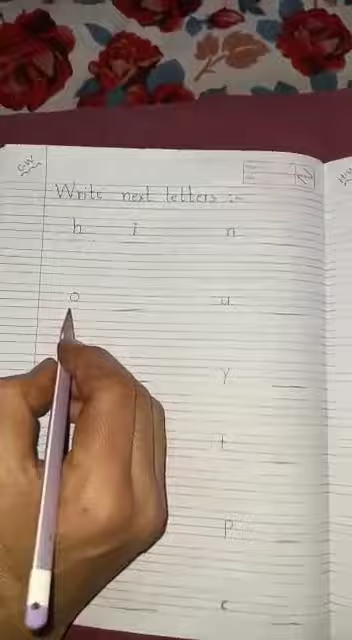 C.W
Write next letters :-
h i n
o u
y
t
p
c